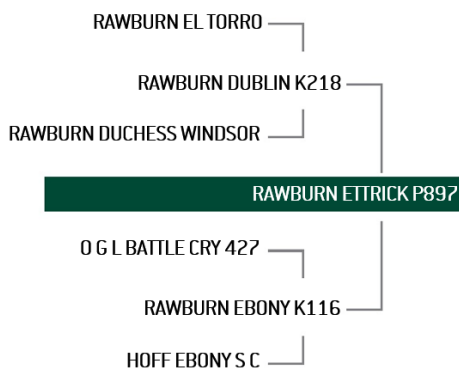 RAWBURN EL TORRO
RAWBURN DUBLIN K218
RAWBURN DUCHESS WINDSOR
RAWBURN ETTRICK P897
O G L BATTLE CRY 427
RAWBURN EBONY K116
HOFF EBONY S C